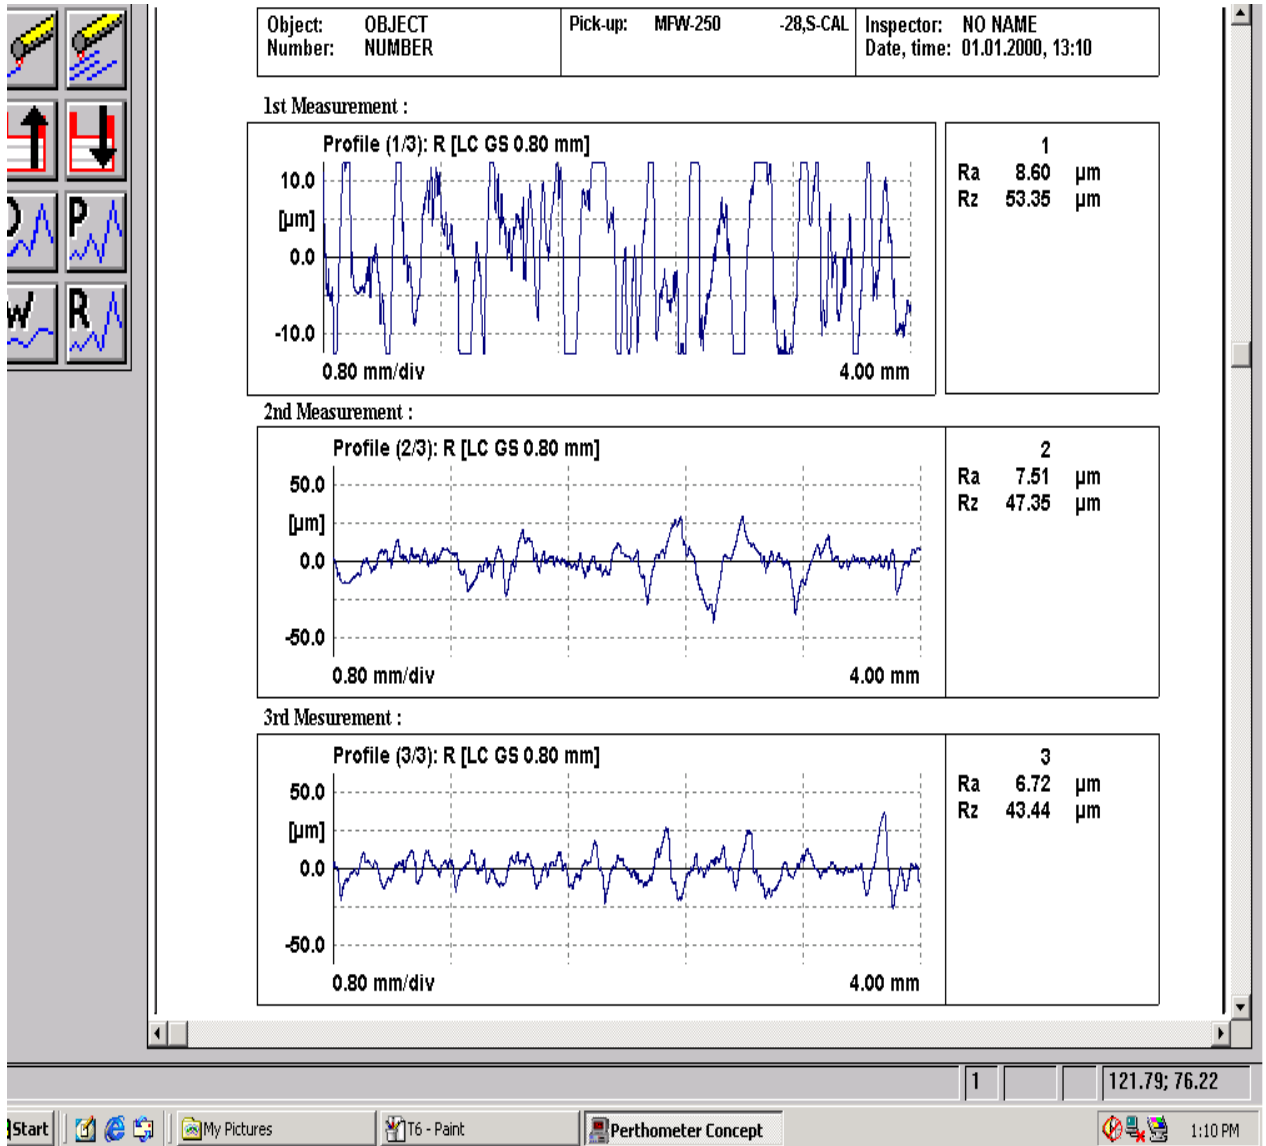 Object: OBJECT Pick-up: MFW-250 -28,S-CAL Inspector: NO NAME
Number: NUMBER Date, time: 01.01.2000, 13:10
1st Measurement :
Profile (1/3): R [LC GS 0.80 mm]
10.0
[µm]
0.0
-10.0
0.80 mm/div 4.00 mm
1
Ra 8.60 µm
Rz 53.35 µm
2nd Measurement :
Profile (2/3): R [LC GS 0.80 mm]
50.0
[µm]
0.0
-50.0
0.80 mm/div 4.00 mm
2
Ra 7.51 µm
Rz 47.35 µm
3rd Mesurement :
Profile (3/3): R [LC GS 0.80 mm]
50.0
[µm]
0.0
-50.0
0.80 mm/div 4.00 mm
3
Ra 6.72 µm
Rz 43.44 µm
P
W R
1 121.79; 76.22
Start My Pictures T6 - Paint Perthometer Concept 1:10 PM